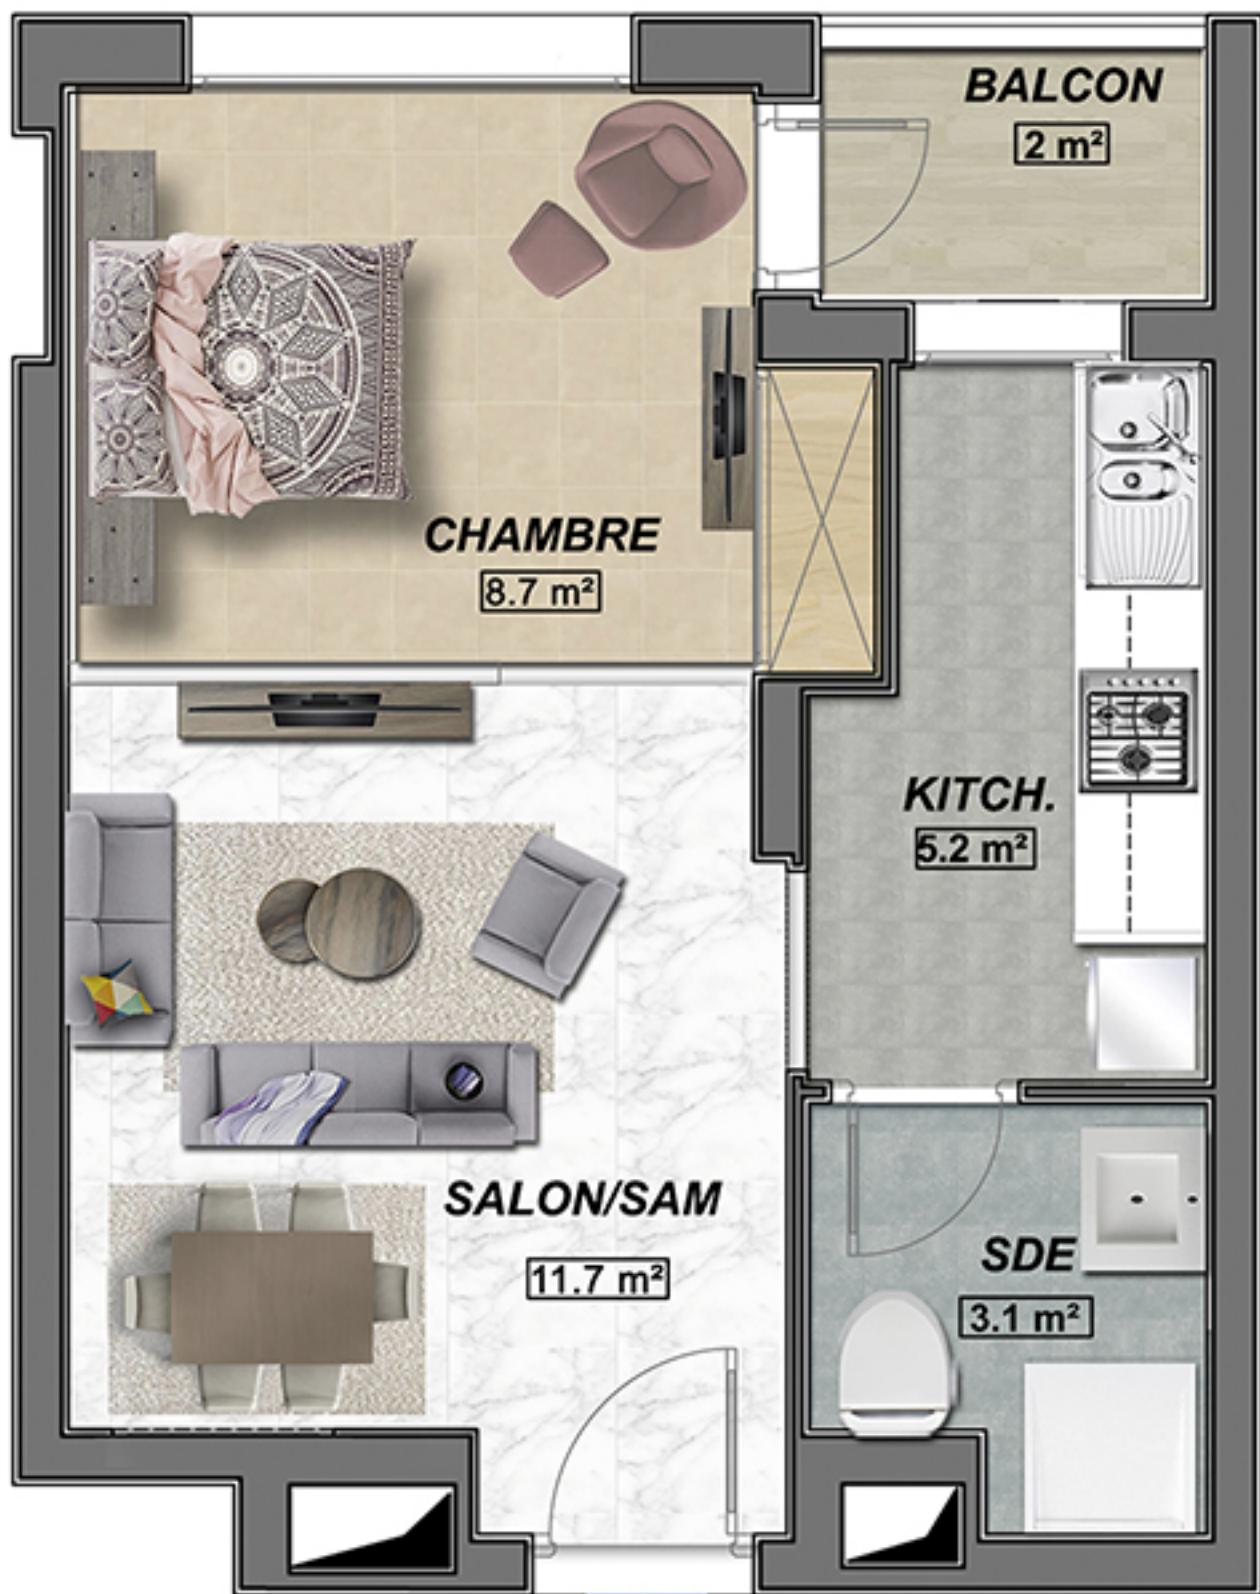 BALCON
2 m²
CHAMBRE
8.7 m²
KITCH.
5.2 m²
SALON/SAM
11.7 m²
SDE
3.1 m²